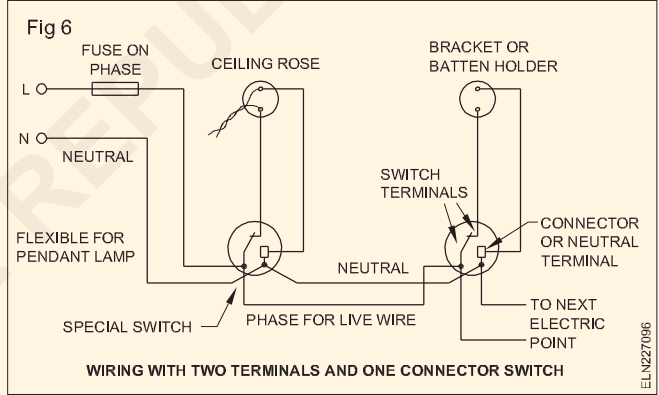 Fig 6
FUSE ON
PHASE
CEILING ROSE
BRACKET OR
BATTEN HOLDER
L
N
NEUTRAL
SWITCH
TERMINALS
FLEXIBLE FOR
PENDANT LAMP
CONNECTOR
OR NEUTRAL
TERMINAL
NEUTRAL
SPECIAL SWITCH
PHASE FOR LIVE WIRE
TO NEXT
ELECTRIC
POINT
WIRING WITH TWO TERMINALS AND ONE CONNECTOR SWITCH
ELN227096